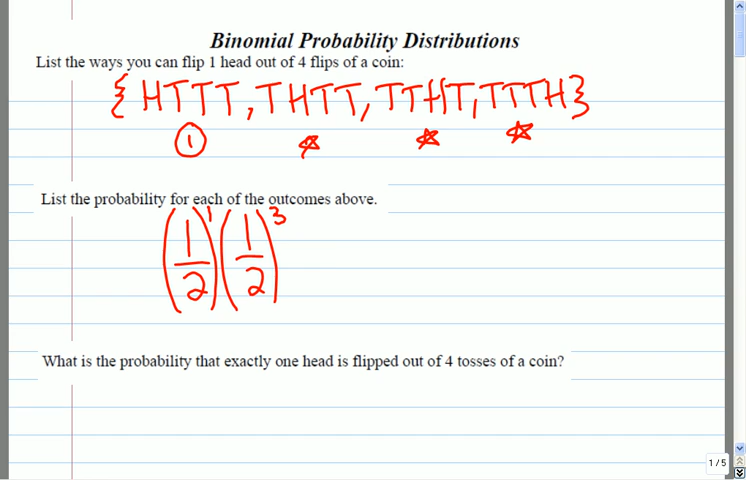 Binomial Probability Distributions
List the ways you can flip 1 head out of 4 flips of a coin:
{ HTTT, THTT, TTHT, TTTH}
①
List the probability for each of the outcomes above.
(1/2)¹(1/2)³
What is the probability that exactly one head is flipped out of 4 tosses of a coin?
1/5